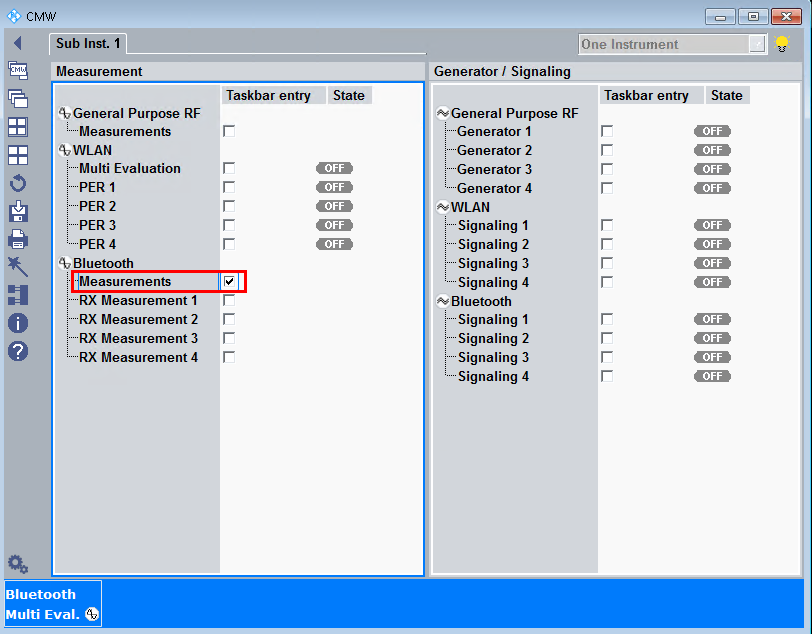 CMW
Sub Inst. 1
One Instrument
CMW
Measurement
Taskbar entry State
General Purpose RF
Measurements
WLAN
Multi Evaluation OFF
PER 1 OFF
PER 2 OFF
PER 3 OFF
PER 4 OFF
Bluetooth
Measurements
RX Measurement 1
RX Measurement 2
RX Measurement 3
RX Measurement 4
Generator / Signaling
Taskbar entry State
General Purpose RF
Generator 1 OFF
Generator 2 OFF
Generator 3 OFF
Generator 4 OFF
WLAN
Signaling 1 OFF
Signaling 2 OFF
Signaling 3 OFF
Signaling 4 OFF
Bluetooth
Signaling 1 OFF
Signaling 2 OFF
Signaling 3 OFF
Signaling 4 OFF
Bluetooth
Multi Eval.